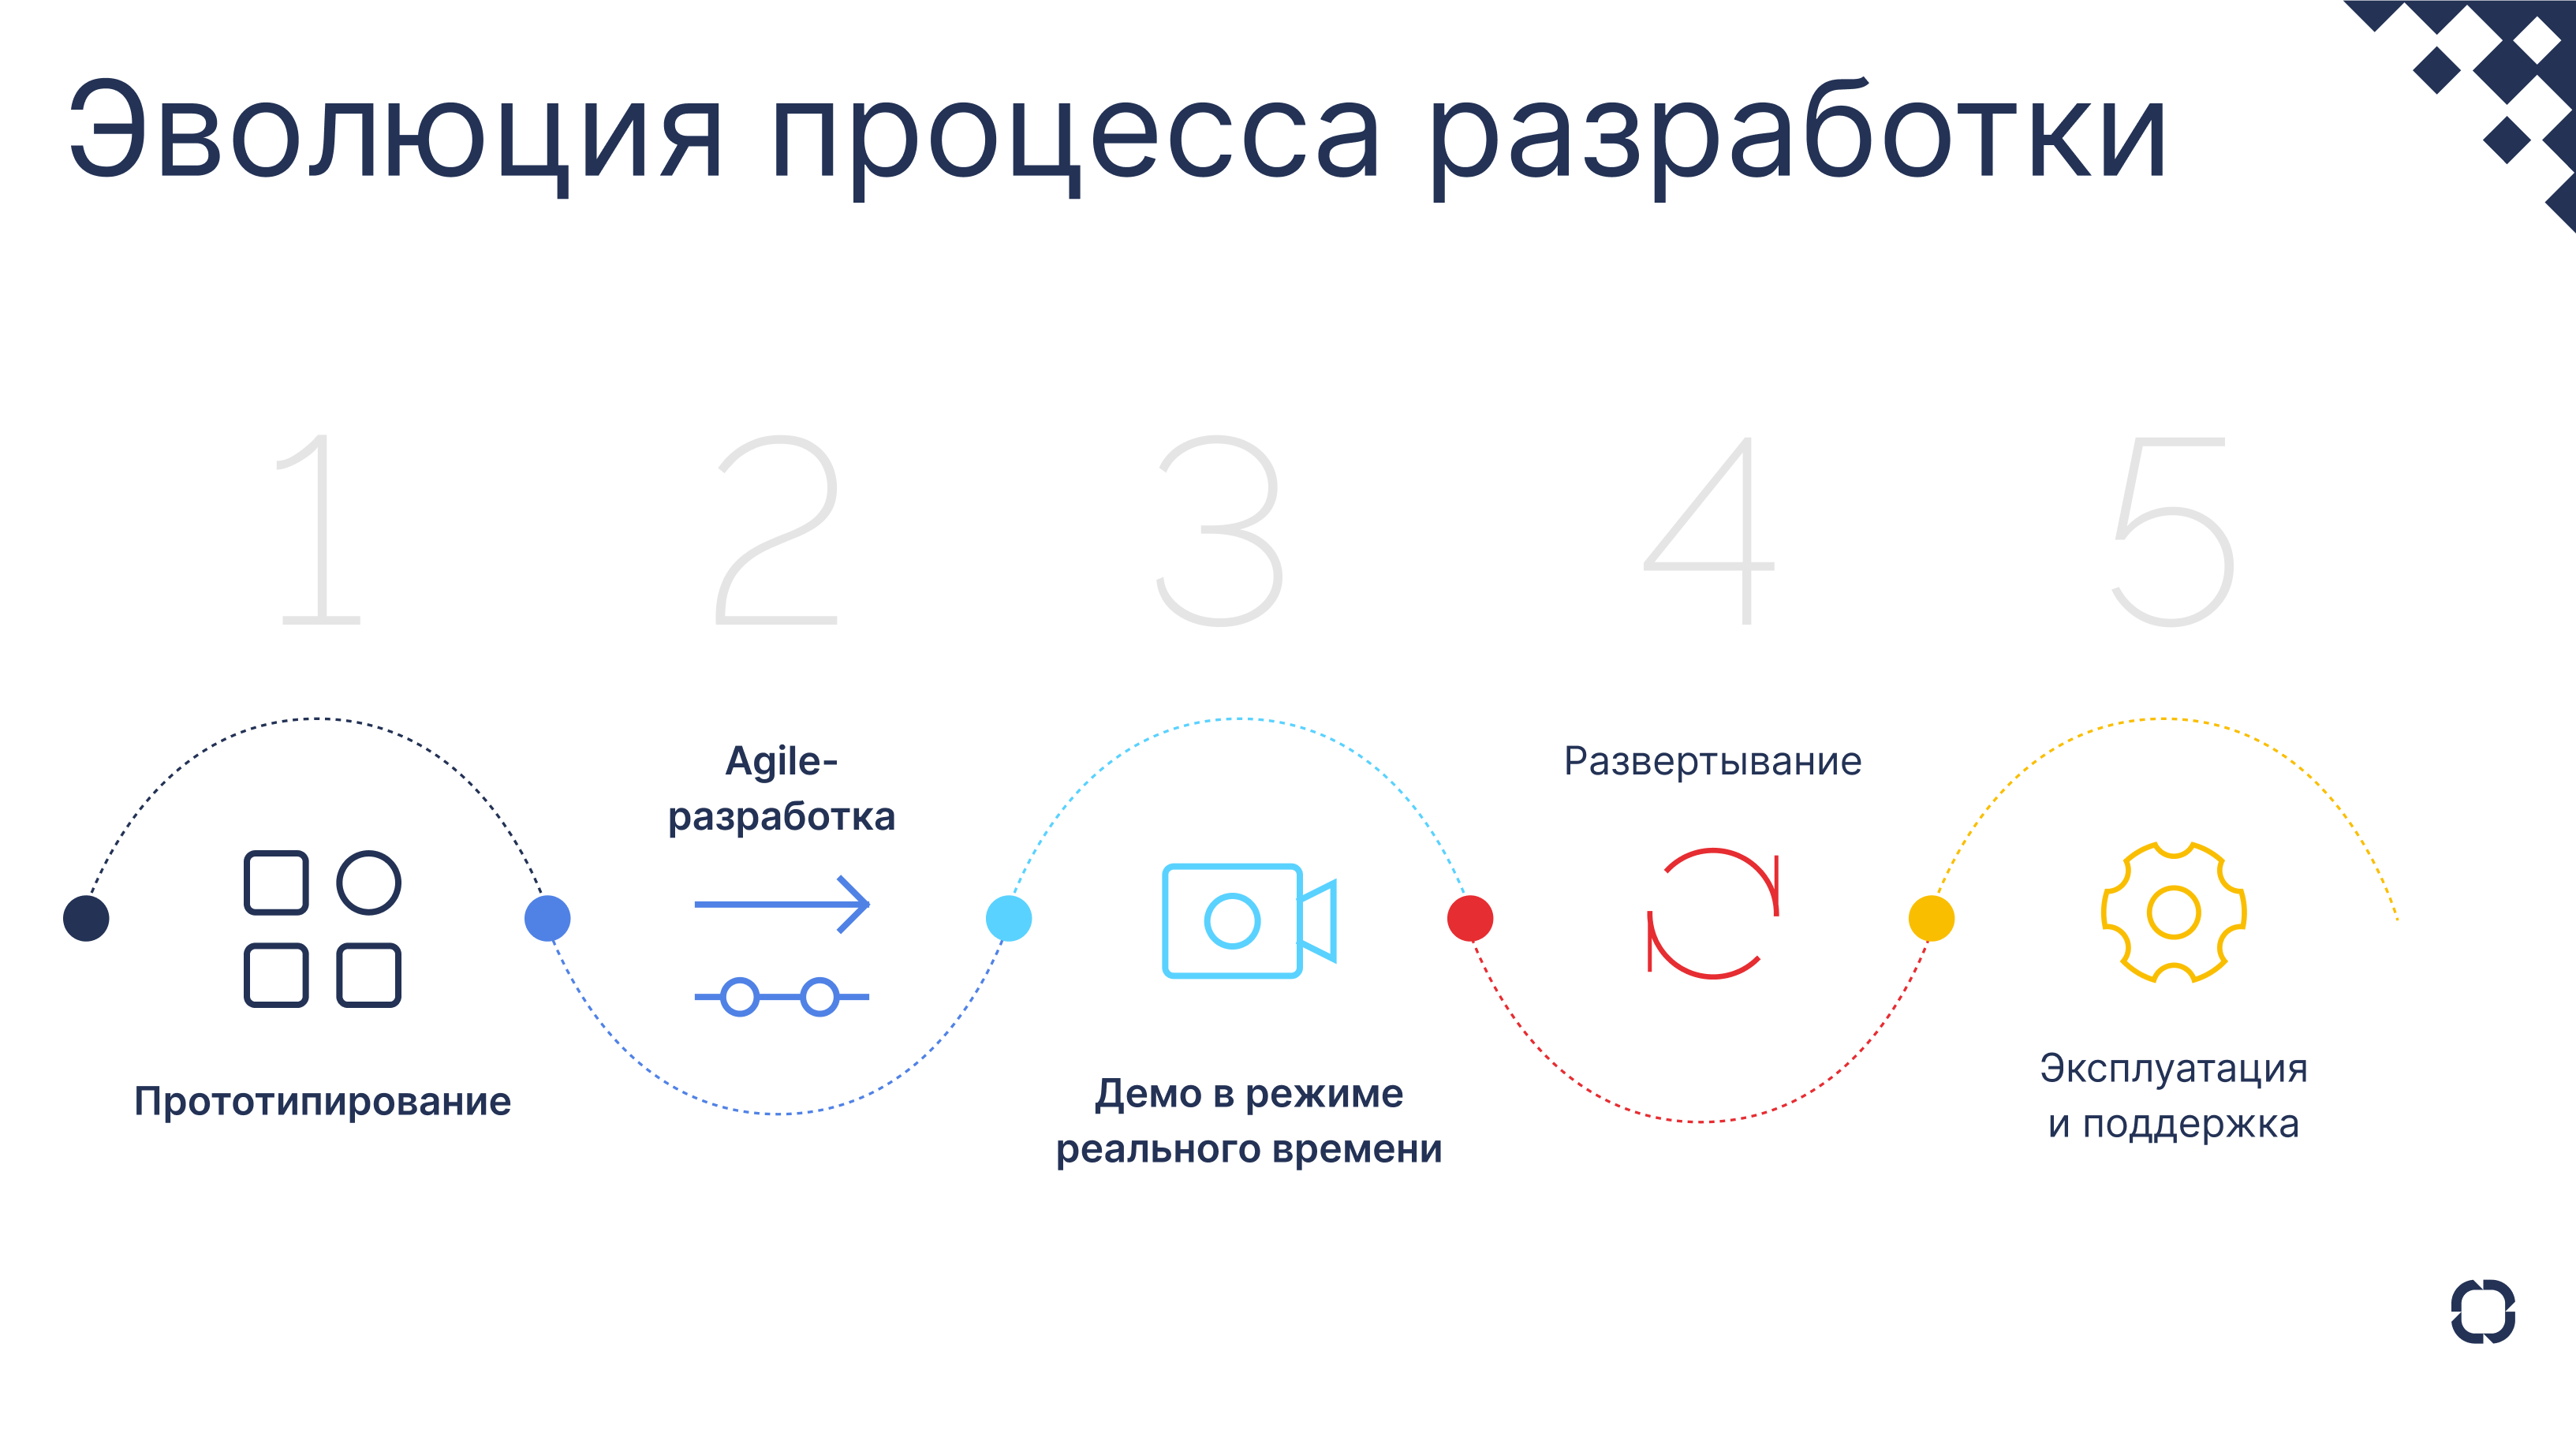 Эволюция процесса разработки
1
2
3
4
5
Прототипирование
Agile-
разработка
Демо в режиме
реального времени
Развертывание
Эксплуатация
и поддержка